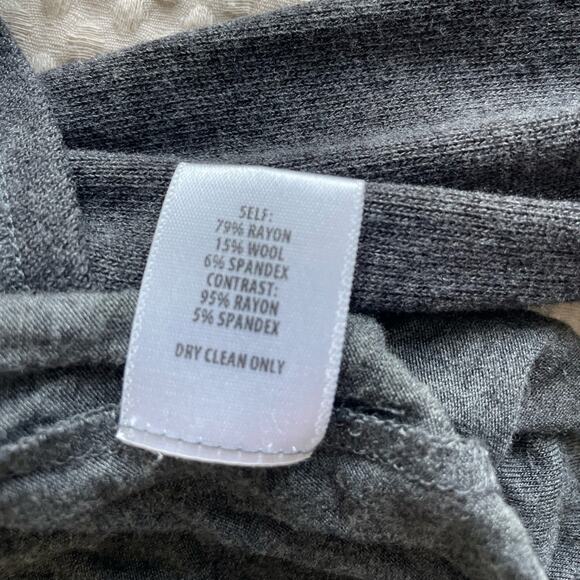 SELF:
79% RAYON
15% WOOL
6% SPANDEX
CONTRAST:
95% RAYON
5% SPANDEX
DRY CLEAN ONLY